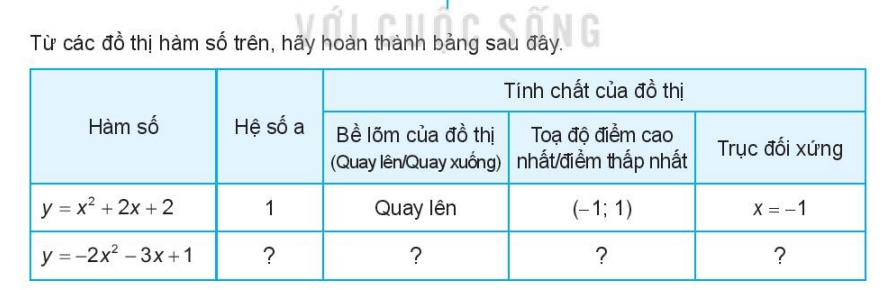 VỚI CUỘC SỐNG
Từ các đồ thị hàm số trên, hãy hoàn thành bảng sau đây.
Hàm số
Hệ số a
Tính chất của đồ thị
Bề lõm của đồ thị
(Quay lên/Quay xuống)
Toạ độ điểm cao
nhất/điểm thấp nhất
Trục đối xứng
y = x² + 2x + 2
1
Quay lên
(–1; 1)
x = –1
y = –2x² – 3x + 1
?
?
?
?